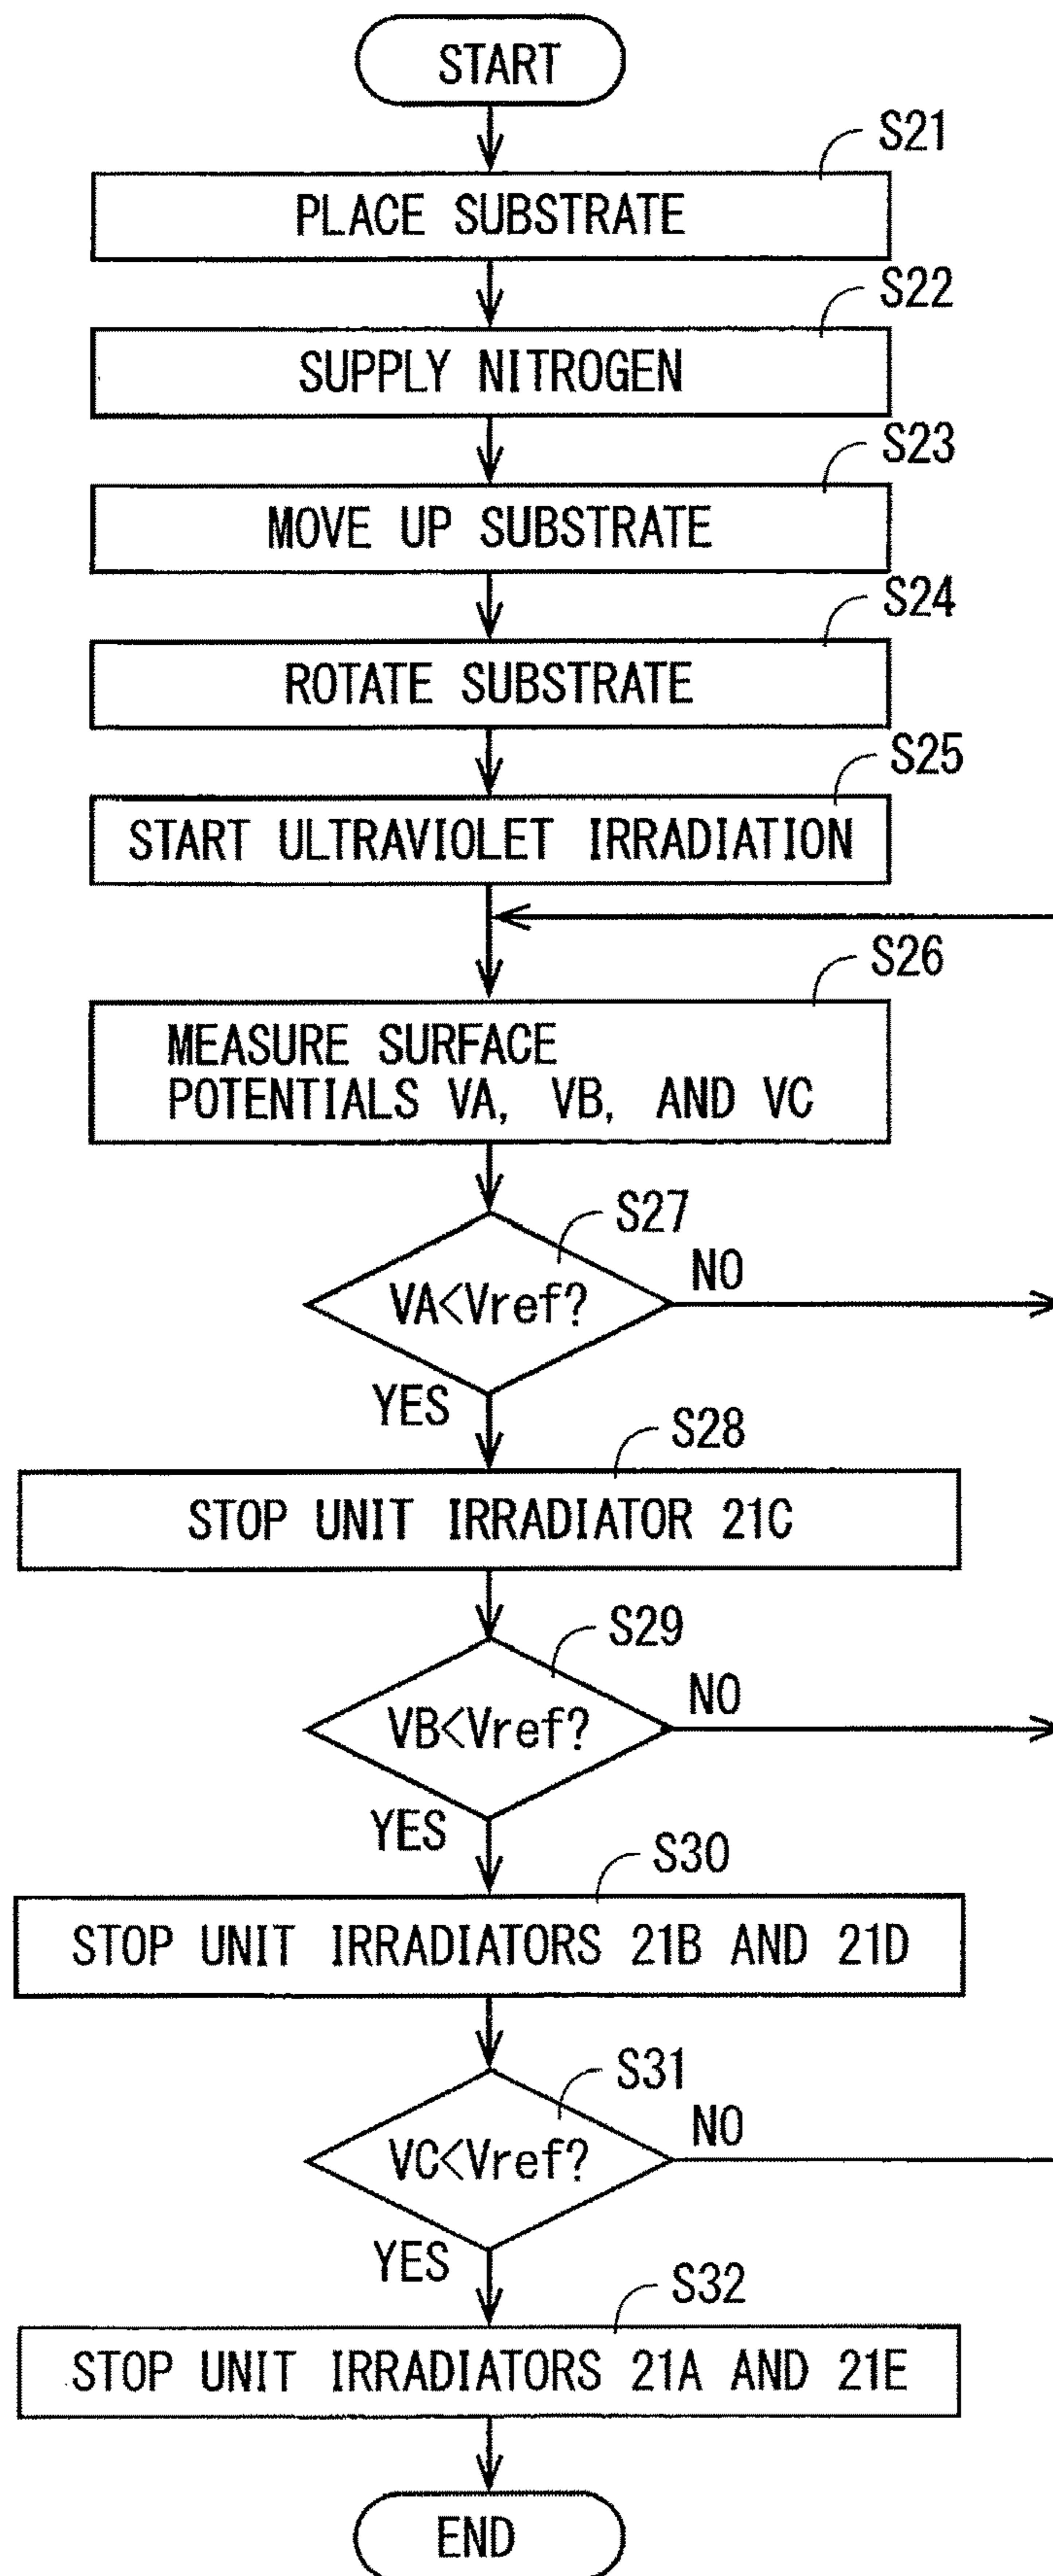 START
S21
PLACE SUBSTRATE
S22
SUPPLY NITROGEN
S23
MOVE UP SUBSTRATE
S24
ROTATE SUBSTRATE
S25
START ULTRAVIOLET IRRADIATION
S26
MEASURE SURFACE
POTENTIALS VA, VB, AND VC
S27
VA<Vref?
NO
YES
S28
STOP UNIT IRRADIATOR 21C
S29
VB<Vref?
NO
YES
S30
STOP UNIT IRRADIATORS 21B AND 21D
S31
VC<Vref?
NO
YES
S32
STOP UNIT IRRADIATORS 21A AND 21E
END